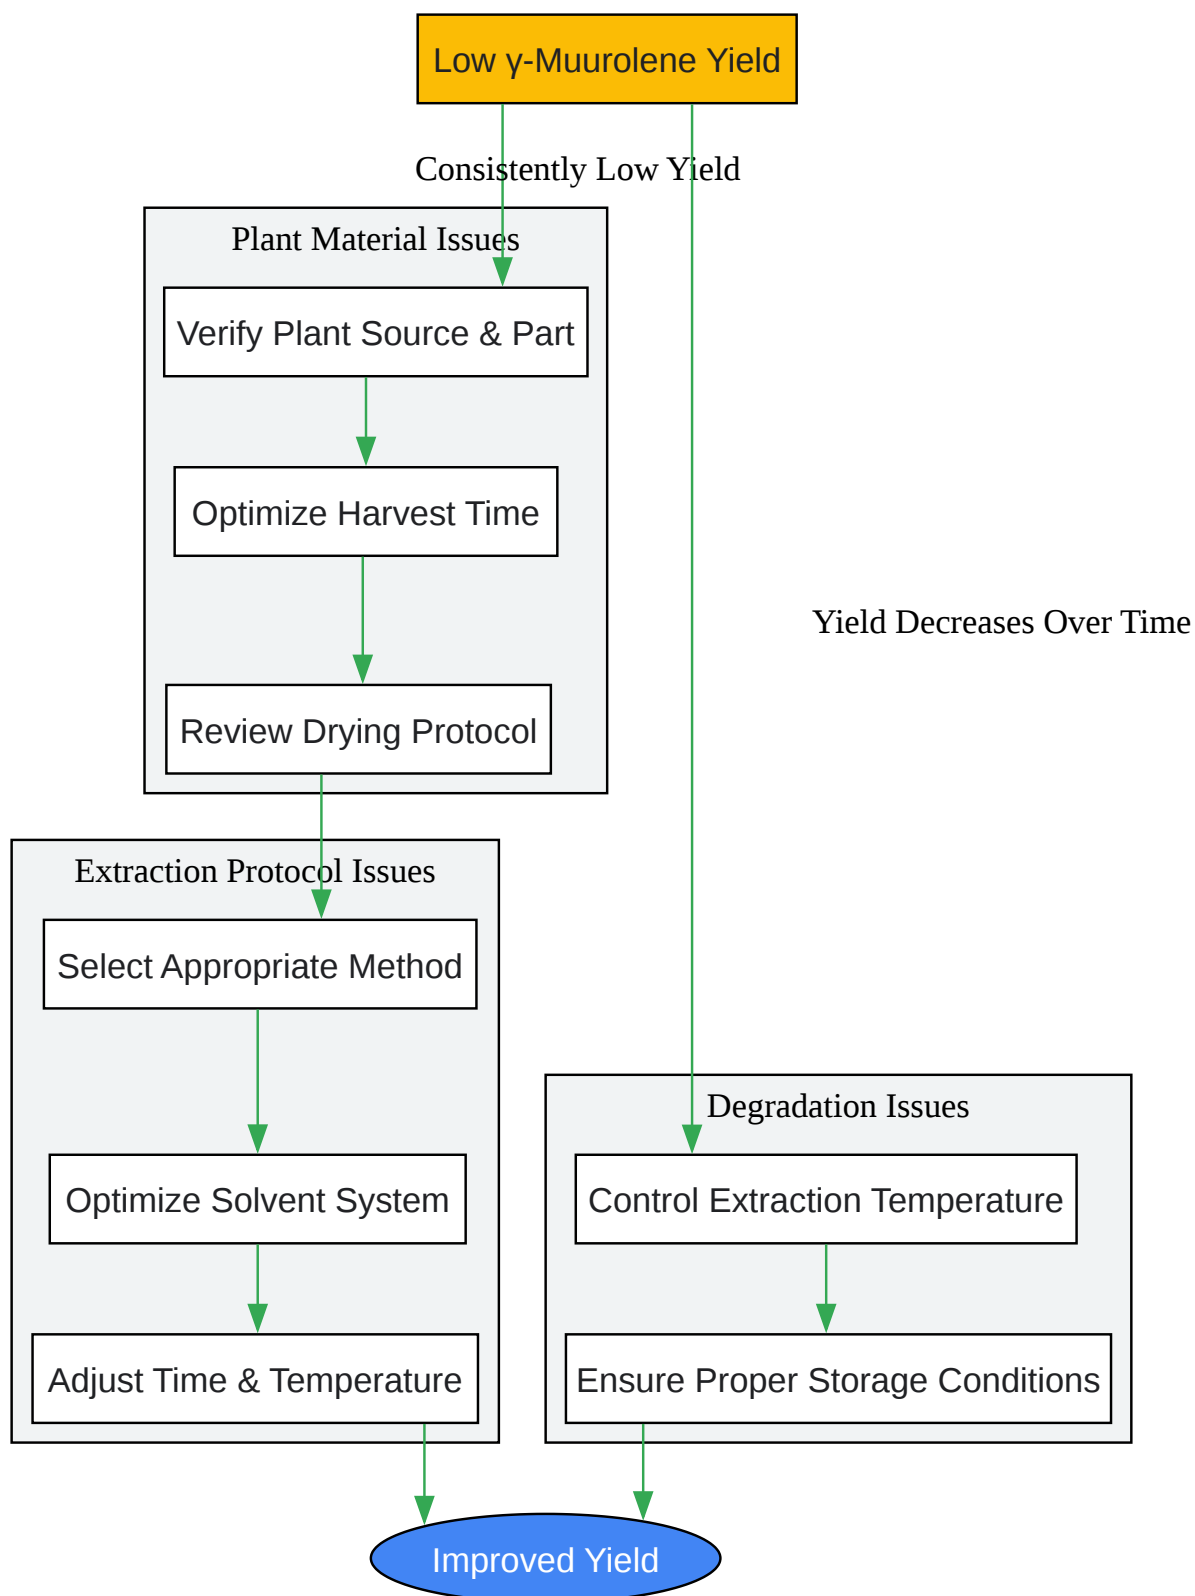 Low γ-Muurolene Yield
Consistently Low Yield
Plant Material Issues
Verify Plant Source & Part
Optimize Harvest Time
Yield Decreases Over Time
Review Drying Protocol
Extraction Protocol Issues
Select Appropriate Method
Degradation Issues
Optimize Solvent System
Control Extraction Temperature
Adjust Time & Temperature
Ensure Proper Storage Conditions
Improved Yield